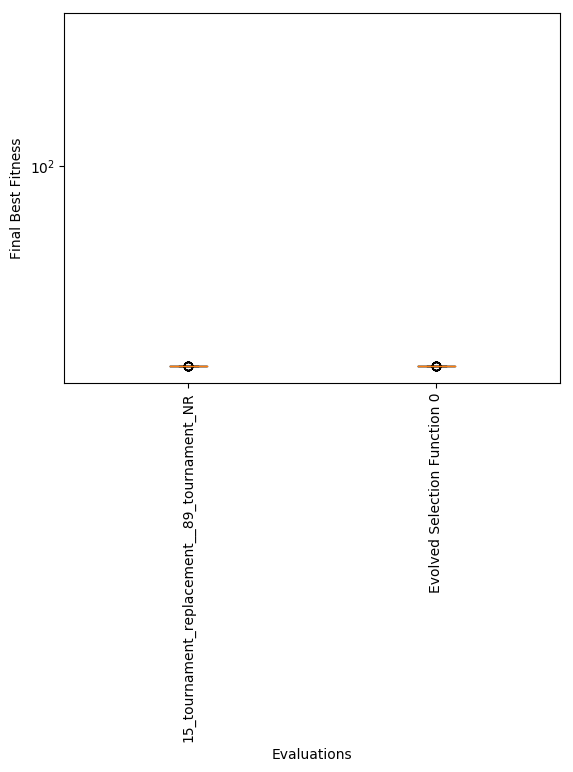 Final Best Fitness
10²
15_tournament_replacement__89_tournament_NR
Evolved Selection Function 0
Evaluations